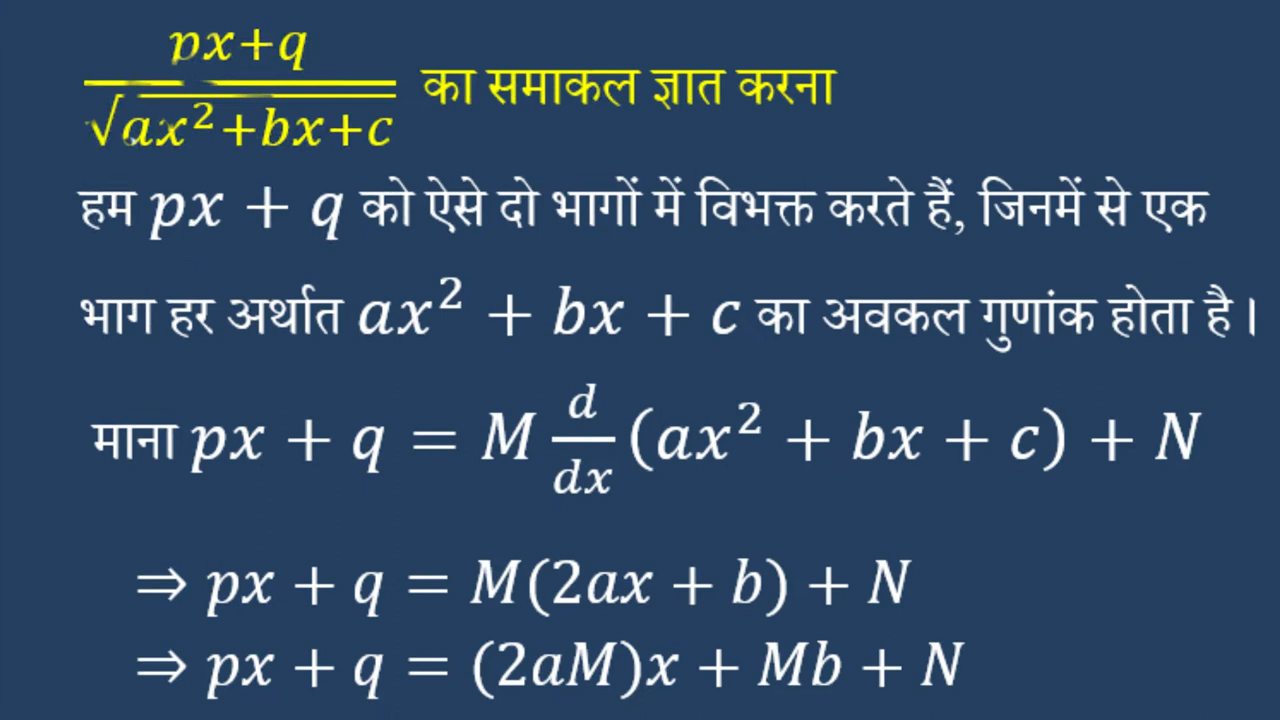 px+q
√ax²+bx+c का समाकल ज्ञात करना
हम px + q को ऐसे दो भागों में विभक्त करते हैं, जिनमें से एक
भाग हर अर्थात ax² + bx + c का अवकल गुणांक होता है।
माना px + q = M d/dx (ax² + bx + c) + N
⇒ px + q = M(2ax + b) + N
⇒ px + q = (2aM)x + Mb + N